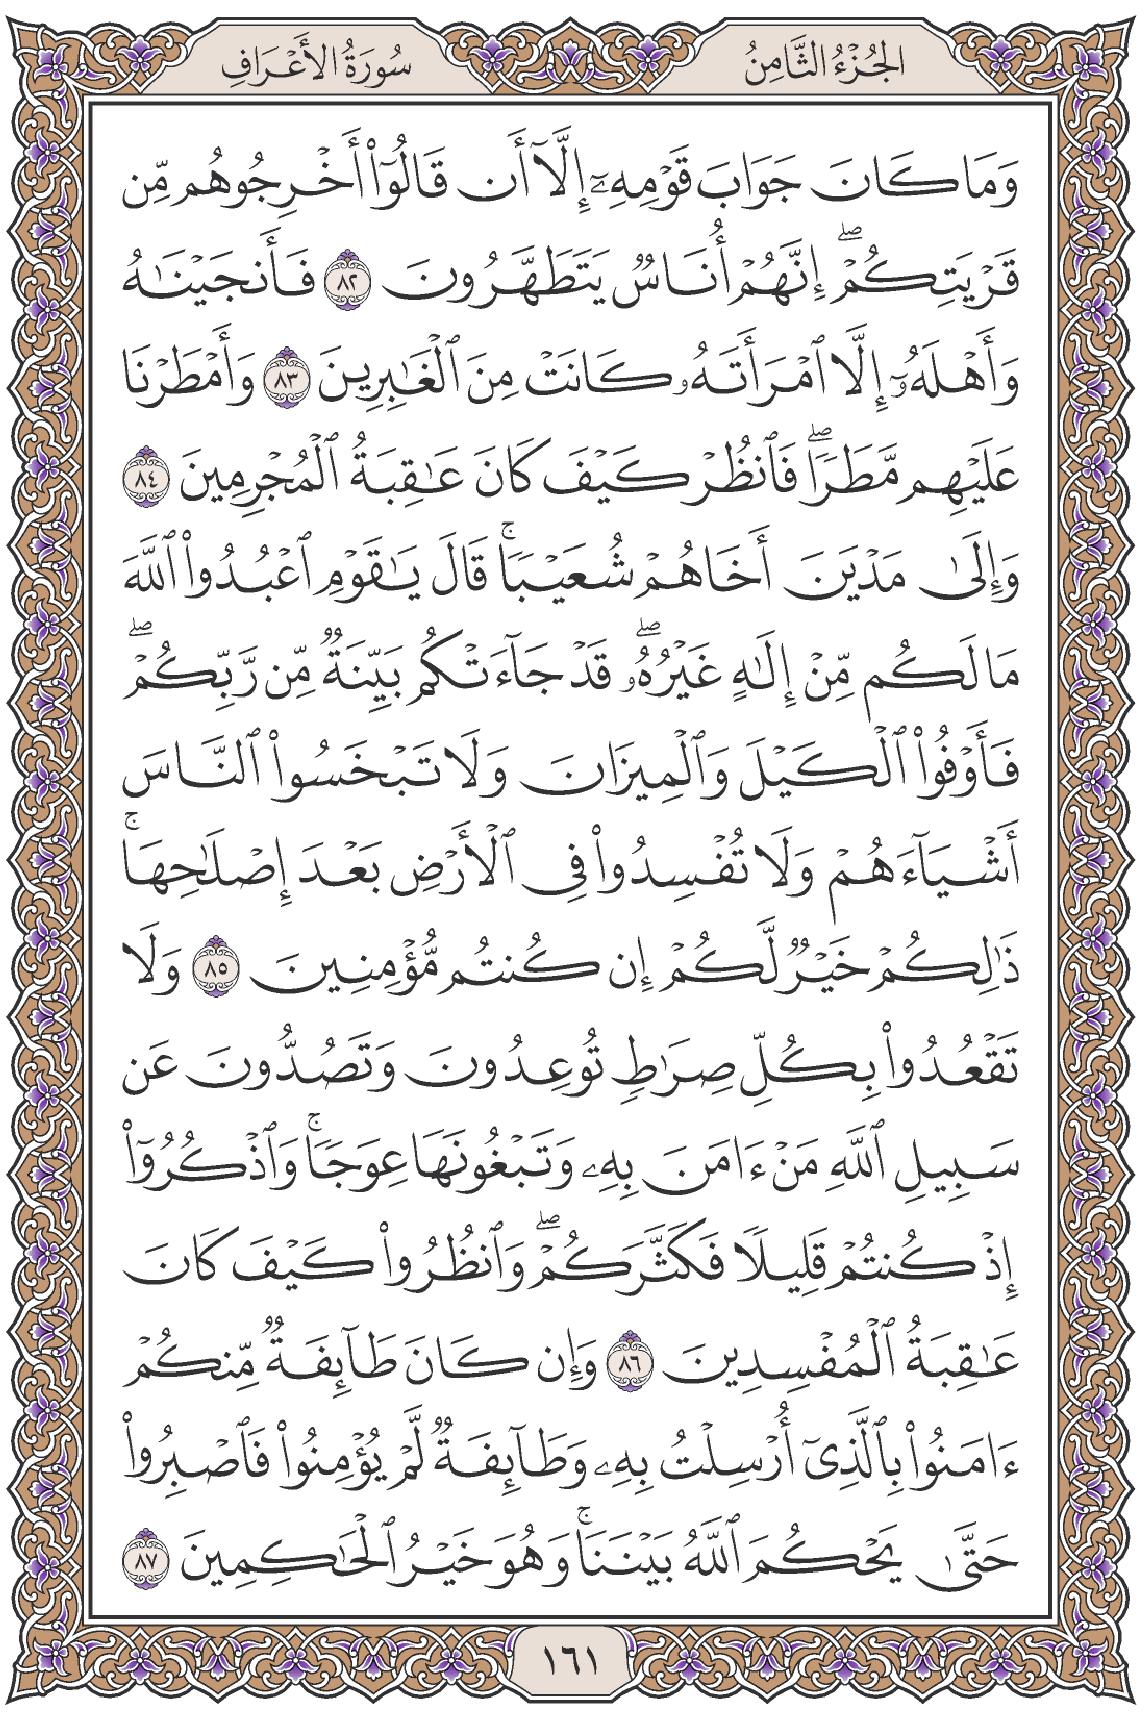 الجُزْءُ الثَّامِنُ
سُورَةُ الأَعْرَافِ
وَمَا كَانَ جَوَابَ قَوْمِهِۦٓ إِلَّآ أَن قَالُوٓا۟ أَخْرِجُوهُم مِّن
قَرْيَتِكُمْ ۖ إِنَّهُمْ أُنَاسٌ يَتَطَهَّرُونَ ٨٢ فَأَنجَيْنَـٰهُ
وَأَهْلَهُۥٓ إِلَّا ٱمْرَأَتَهُۥ كَانَتْ مِنَ ٱلْغَـٰبِرِينَ ٨٣ وَأَمْطَرْنَا
عَلَيْهِم مَّطَرًا ۖ فَٱنظُرْ كَيْفَ كَانَ عَـٰقِبَةُ ٱلْمُجْرِمِينَ ٨٤
وَإِلَىٰ مَدْيَنَ أَخَاهُمْ شُعَيْبًا ۚ قَالَ يَـٰقَوْمِ ٱعْبُدُوا۟ ٱللَّهَ
مَا لَكُم مِّنْ إِلَـٰهٍ غَيْرُهُۥ ۖ قَدْ جَآءَتْكُم بَيِّنَةٌ مِّن رَّبِّكُمْ ۖ
فَأَوْفُوا۟ ٱلْكَيْلَ وَٱلْمِيزَانَ وَلَا تَبْخَسُوا۟ ٱلنَّاسَ
أَشْيَآءَهُمْ وَلَا تُفْسِدُوا۟ فِى ٱلْأَرْضِ بَعْدَ إِصْلَـٰحِهَا ۚ
ذَٰلِكُمْ خَيْرٌ لَّكُمْ إِن كُنتُم مُّؤْمِنِينَ ٨٥ وَلَا
تَقْعُدُوا۟ بِكُلِّ صِرَٰطٍ تُوعِدُونَ وَتَصُدُّونَ عَن
سَبِيلِ ٱللَّهِ مَنْ ءَامَنَ بِهِۦ وَتَبْغُونَهَا عِوَجًا ۚ وَٱذْكُرُوٓا۟
إِذْ كُنتُمْ قَلِيلًا فَكَثَّرَكُمْ ۖ وَٱنظُرُوا۟ كَيْفَ كَانَ
عَـٰقِبَةُ ٱلْمُفْسِدِينَ ٨٦ وَإِن كَانَ طَآئِفَةٌ مِّنكُمْ
ءَامَنُوا۟ بِٱلَّذِىٓ أُرْسِلْتُ بِهِۦ وَطَآئِفَةٌ لَّمْ يُؤْمِنُوا۟ فَٱصْبِرُوا۟
حَتَّىٰ يَحْكُمَ ٱللَّهُ بَيْنَنَا ۚ وَهُوَ خَيْرُ ٱلْحَـٰكِمِينَ ٨٧
١٦١